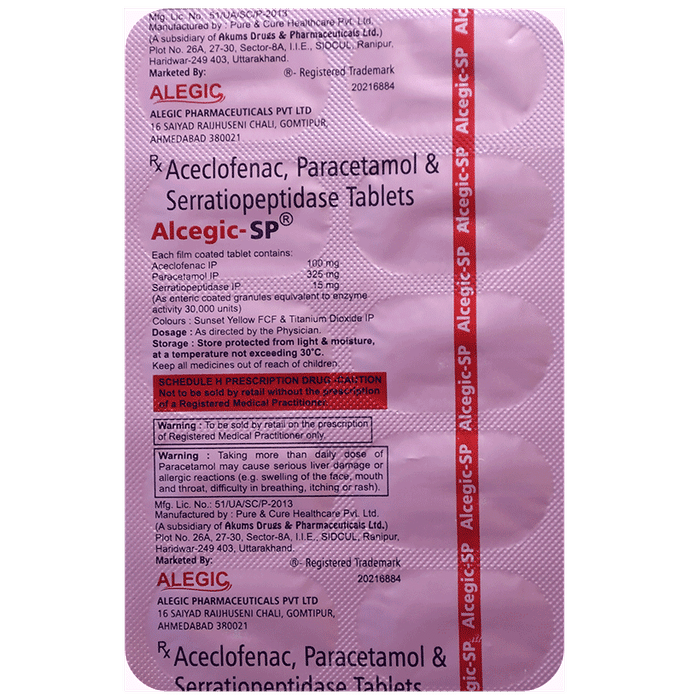 Mfg. Lic. No.: 51/UA/SC/P-2013
Manufactured by : Pure & Cure Healthcare Pvt. Ltd.
(A subsidiary of Akums Drugs & Pharmaceuticals Ltd.)
Plot No. 26A, 27-30, Sector-8A, I.I.E., SIDCUL, Ranipur,
Haridwar-249 403, Uttarakhand.
Marketed By:
®- Registered Trademark
ALEGIC
20216884
ALEGIC PHARMACEUTICALS PVT LTD
16 SAIYAD RAIJHUSENI CHALI, GOMTIPUR,
AHMEDABAD 380021
Rx Aceclofenac, Paracetamol &
Serratiopeptidase Tablets
Alcegic-SP®
Each film coated tablet contains:
Aceclofenac IP 100 mg
Paracetamol IP 325 mg
Serratiopeptidase IP 15 mg
(As enteric coated granules equivalent to enzyme
activity 30,000 units)
Colours : Sunset Yellow FCF & Titanium Dioxide IP
Dosage : As directed by the Physician.
Storage : Store protected from light & moisture,
at a temperature not exceeding 30°C.
Keep all medicines out of reach of children.
SCHEDULE H PRESCRIPTION DRUG -CAUTION
Not to be sold by retail without the prescription
of a Registered Medical Practitioner.
Warning : To be sold by retail on the prescription
of Registered Medical Practitioner only.
Warning : Taking more than daily dose of
Paracetamol may cause serious liver damage or
allergic reactions (e.g. swelling of the face, mouth
and throat, difficulty in breathing, itching or rash).
Mfg. Lic. No.: 51/UA/SC/P-2013
Manufactured by : Pure & Cure Healthcare Pvt. Ltd.
(A subsidiary of Akums Drugs & Pharmaceuticals Ltd.)
Plot No. 26A, 27-30, Sector-8A, I.I.E., SIDCUL, Ranipur,
Haridwar-249 403, Uttarakhand.
Marketed By:
®- Registered Trademark
ALEGIC
20216884
ALEGIC PHARMACEUTICALS PVT LTD
16 SAIYAD RAIJHUSENI CHALI, GOMTIPUR,
AHMEDABAD 380021
Rx Aceclofenac, Paracetamol &
Serratiopeptidase Tablets
Alc
Alcegic-SP
Alcegic-SP
Alcegic-SP
Alcegic-SP
Alcegic-SP
Alcegic-SP
Alcegic-SP